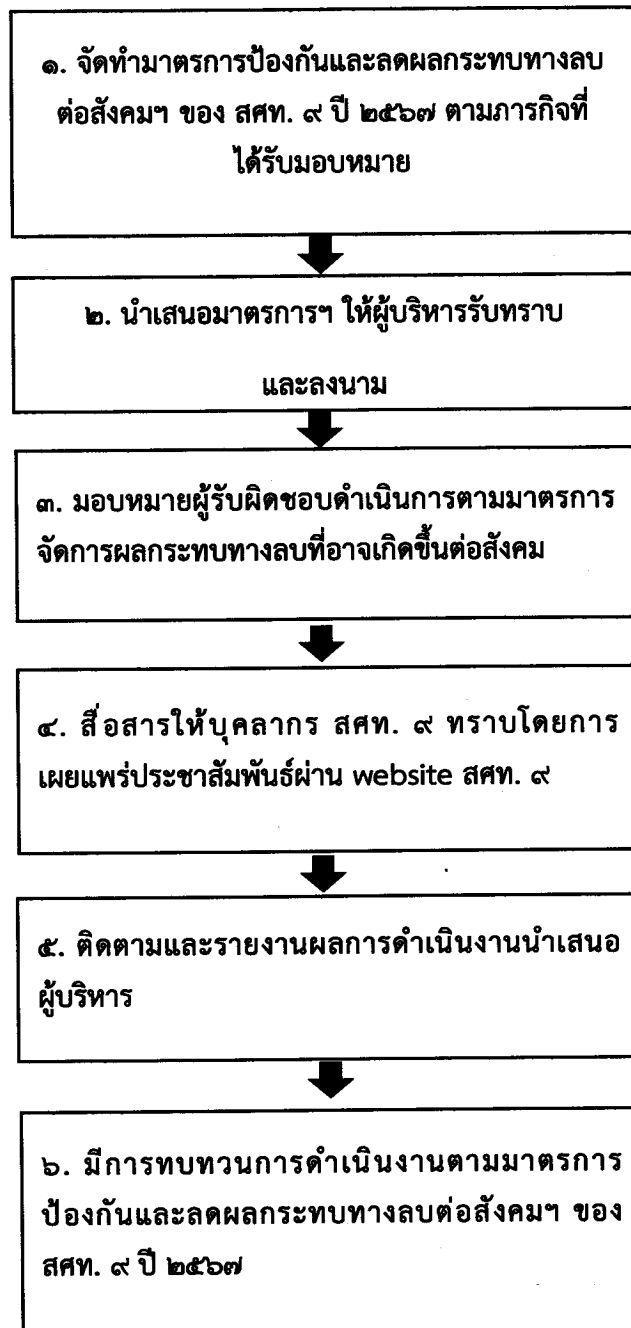 ๑. จัดทำมาตรการป้องกันและลดผลกระทบทางลบ
ต่อสังคมฯ ของ สศท. ๙ ปี ๒๕๖๗ ตามภารกิจที่
ได้รับมอบหมาย
๒. นำเสนอมาตรการฯ ให้ผู้บริหารรับทราบ
และลงนาม
๓. มอบหมายผู้รับผิดชอบดำเนินการตามมาตรการ
จัดการผลกระทบทางลบที่อาจเกิดขึ้นต่อสังคม
๔. สื่อสารให้บุคลากร สศท. ๙ ทราบโดยการ
เผยแพร่ประชาสัมพันธ์ผ่าน website สศท. ๙
๕. ติดตามและรายงานผลการดำเนินงานนำเสนอ
ผู้บริหาร
๖. มีการทบทวนการดำเนินงานตามมาตรการ
ป้องกันและลดผลกระทบทางลบต่อสังคมฯ ของ
สศท. ๙ ปี ๒๕๖๗